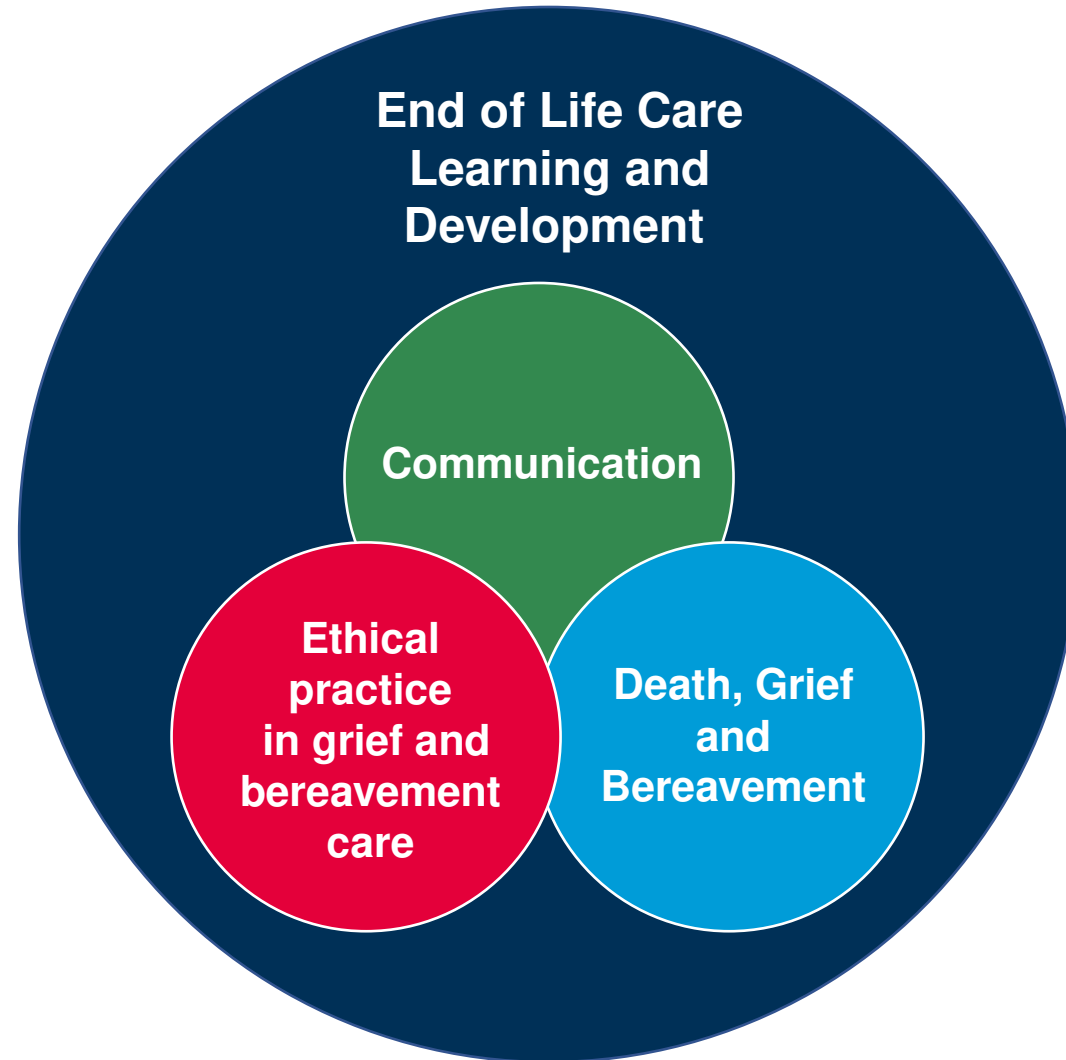 End of Life Care
Learning and
Development
Communication
Ethical
practice
in grief and
bereavement
care
Death, Grief
and
Bereavement